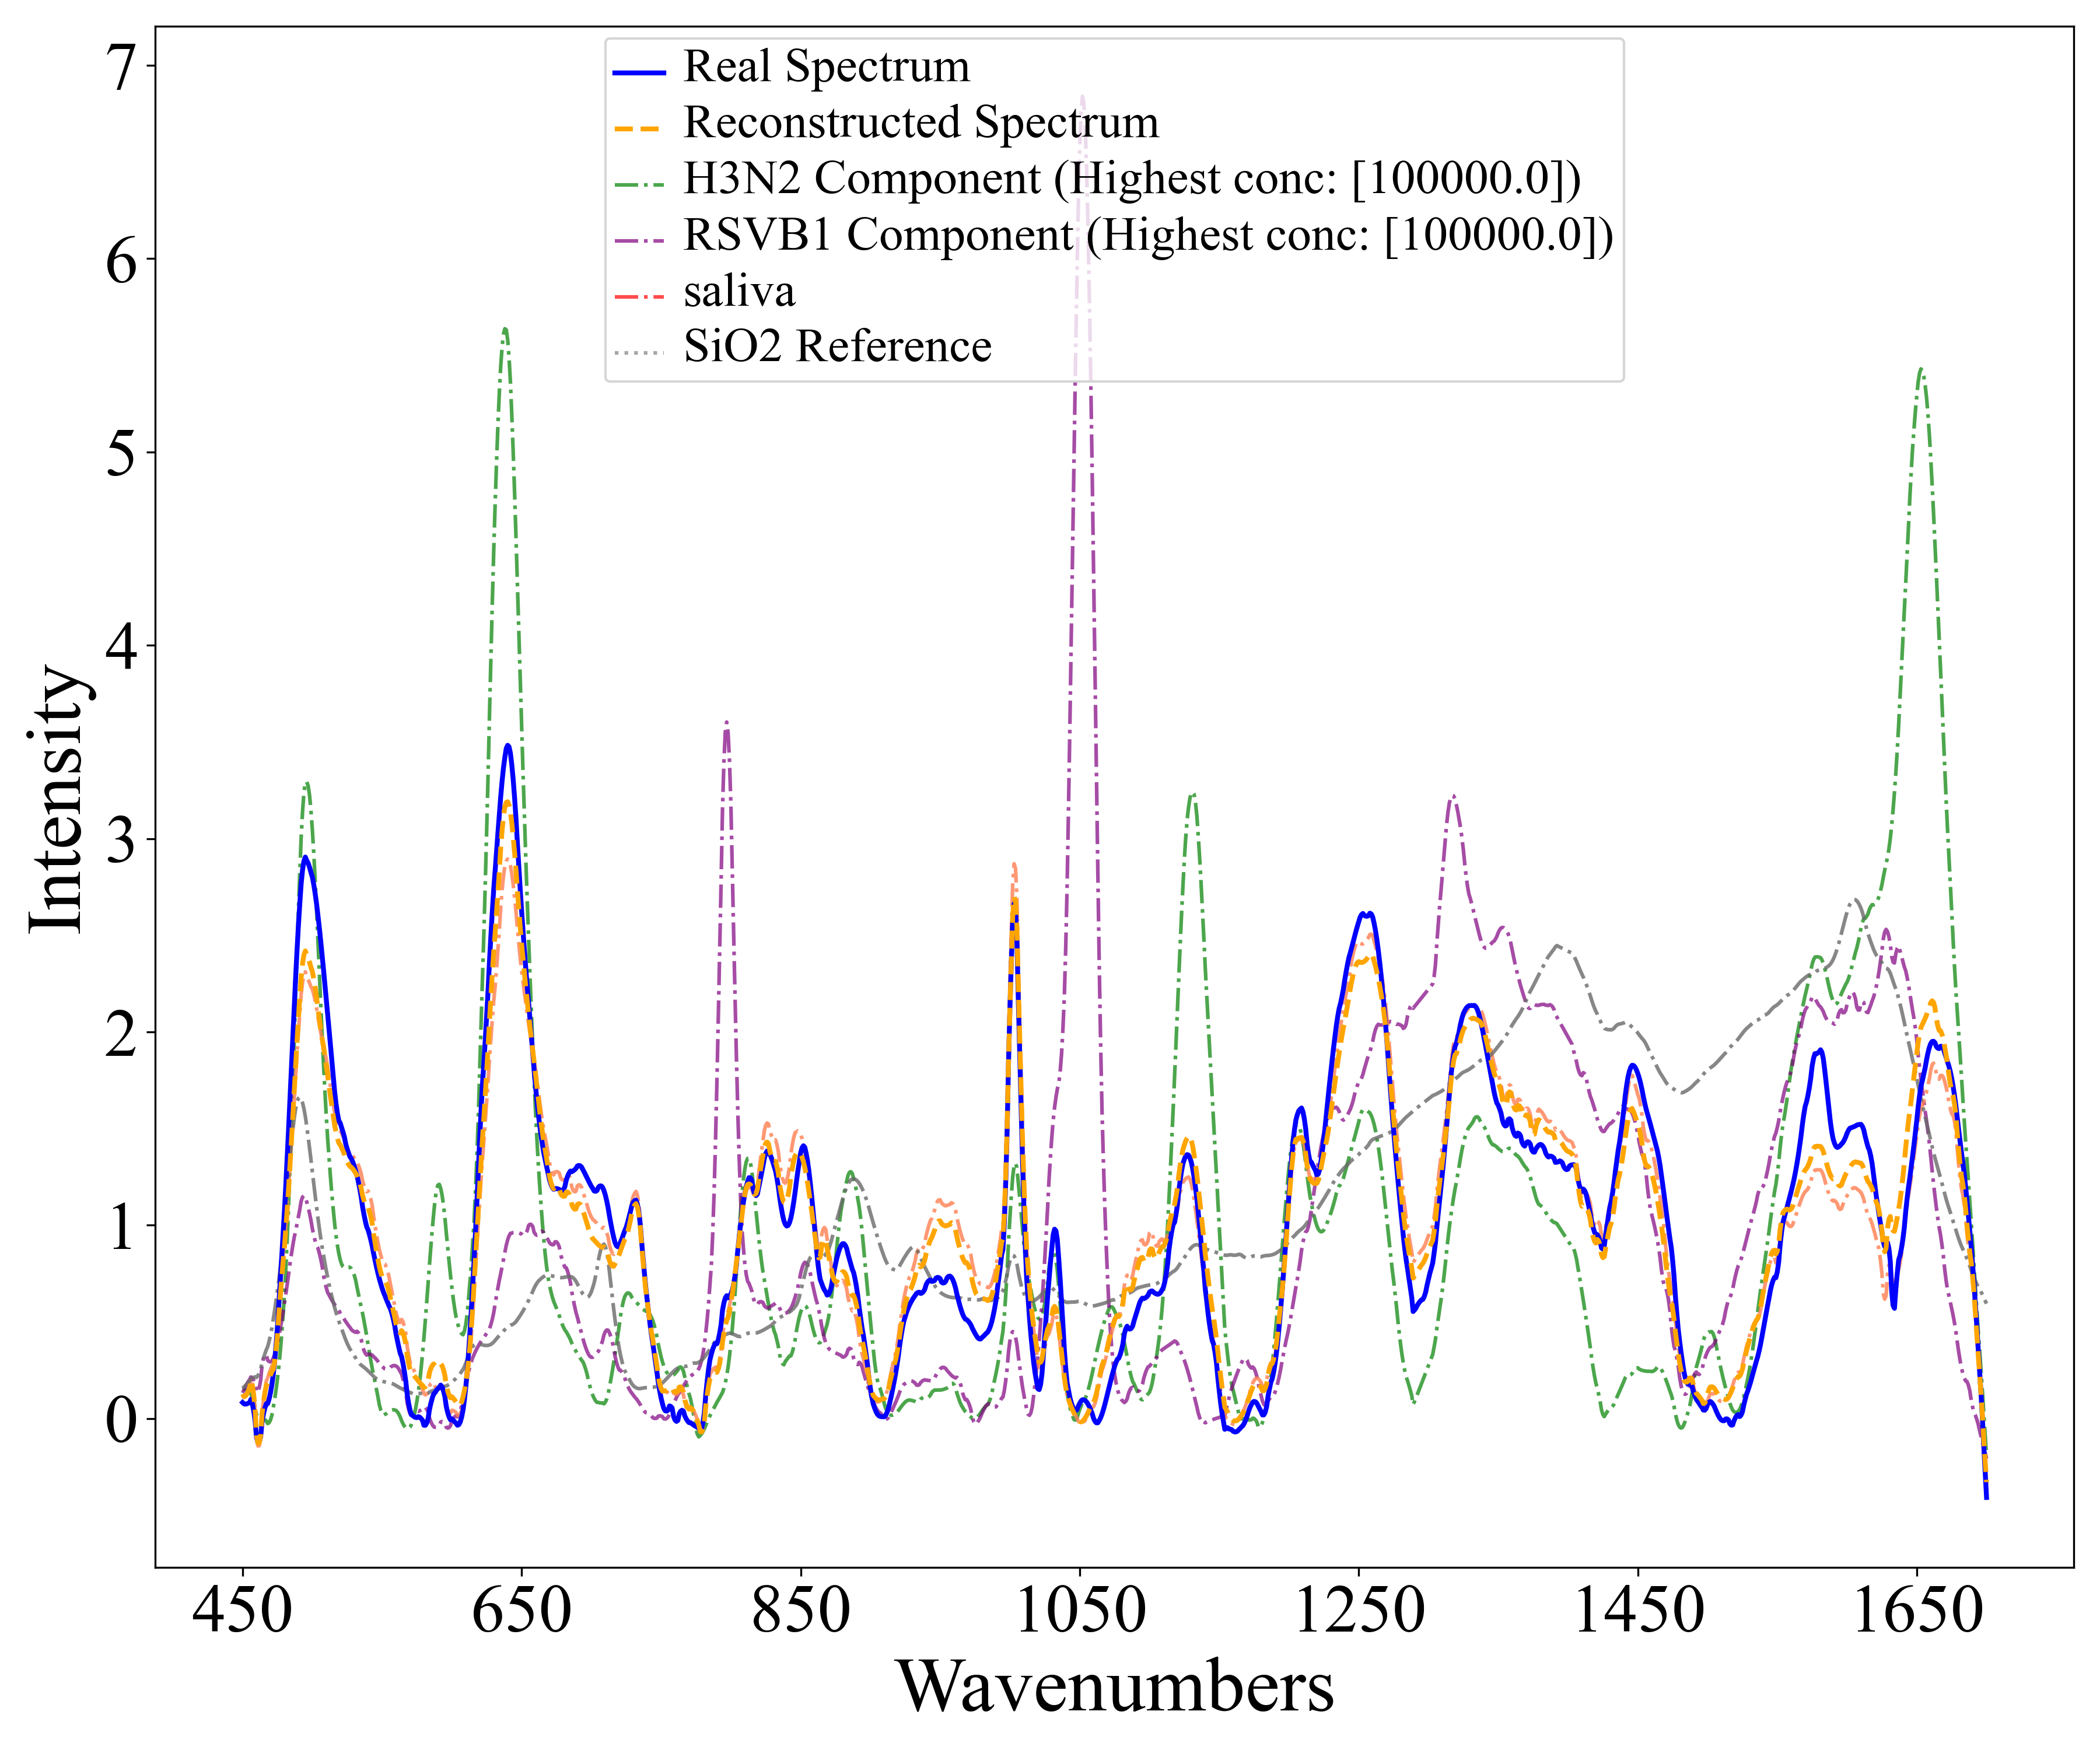 7
6
5
4
3
2
1
0
Intensity
Real Spectrum
Reconstructed Spectrum
H3N2 Component (Highest conc: [100000.0])
RSVB1 Component (Highest conc: [100000.0])
saliva
SiO2 Reference
450 650 850 1050 1250 1450 1650
Wavenumbers